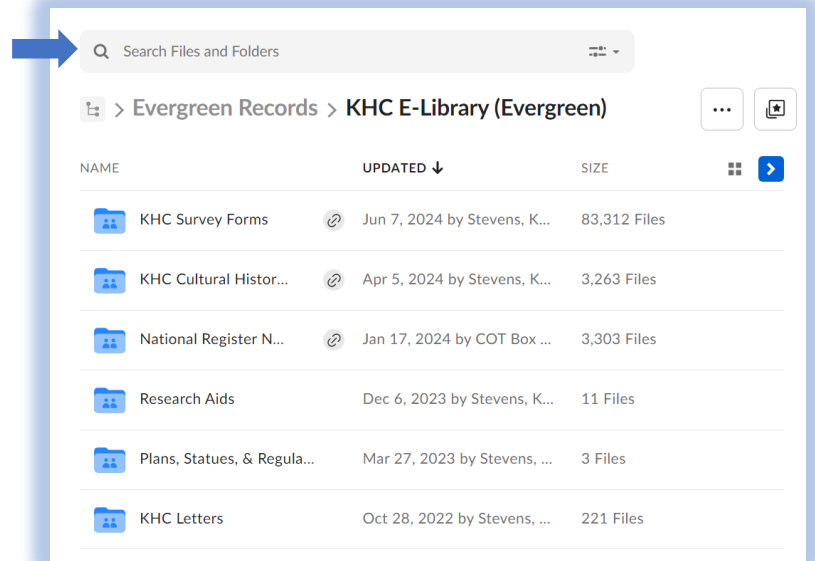 Search Files and Folders
> Evergreen Records > KHC E-Library (Evergreen)
NAME UPDATED ↓ SIZE
KHC Survey Forms Jun 7, 2024 by Stevens, K... 83,312 Files
KHC Cultural Histor... Apr 5, 2024 by Stevens, K... 3,263 Files
National Register N... Jan 17, 2024 by COT Box ... 3,303 Files
Research Aids Dec 6, 2023 by Stevens, K... 11 Files
Plans, Statues, & Regula... Mar 27, 2023 by Stevens, ... 3 Files
KHC Letters Oct 28, 2022 by Stevens, ... 221 Files